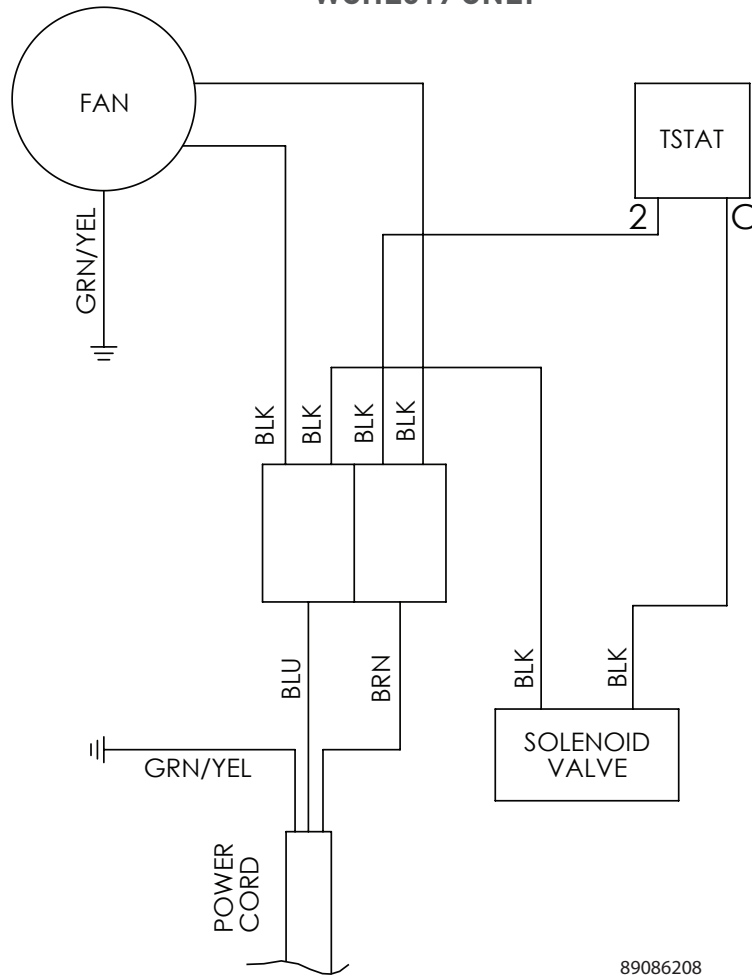 FAN
TSTAT
2
C
GRN/YEL
BLK
BLK
BLK
BLK
BLU
BRN
BLK
BLK
GRN/YEL
SOLENOID
VALVE
POWER
CORD
89086208